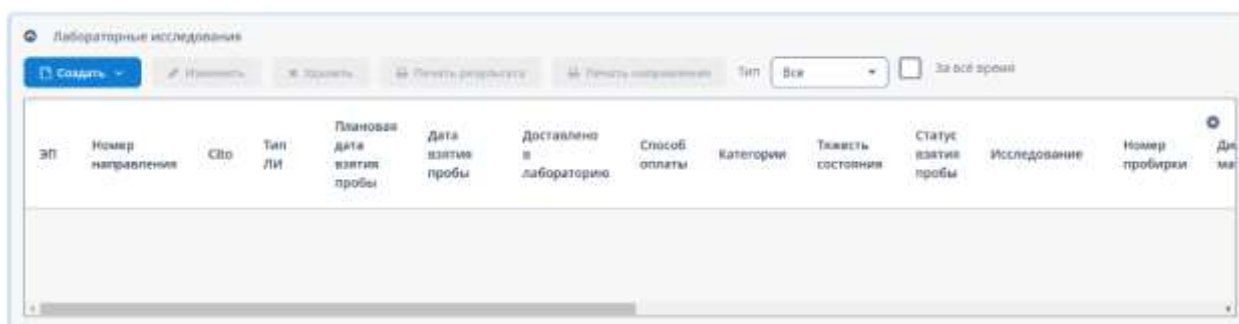 Лабораторные исследования
Создать
Изменить
Удалить
Печать результата
Печать направления
Тип
Все
За всё время
ЭП
Номер
направления
Cito
Тип
ЛИ
Плановая
дата
взятия
пробы
Дата
взятия
пробы
Доставлено
в
лабораторию
Способ
оплаты
Категории
Тяжесть
состояния
Статус
взятия
пробы
Исследование
Номер
пробирки